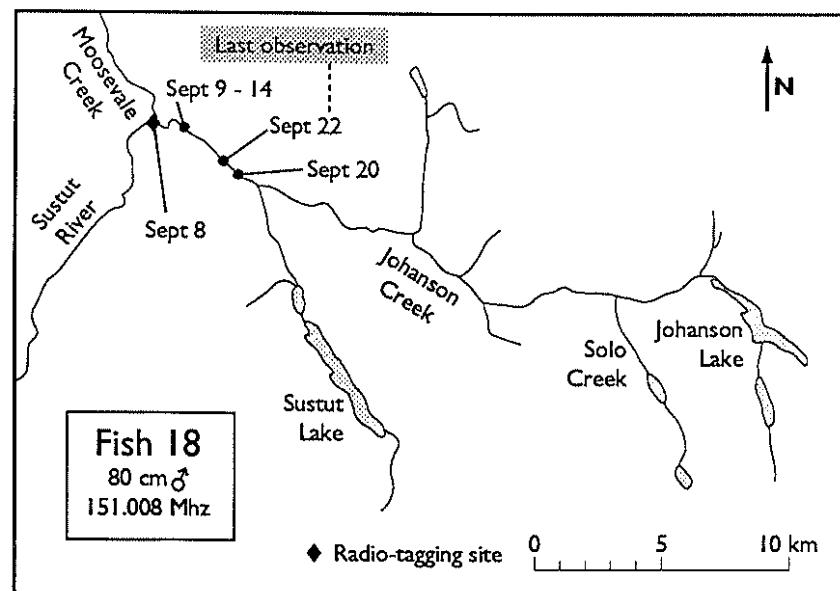 Moosevale
Creek
Last observation
Sept 9 - 14
Sept 22
Sept 20
N
Sustut
River
Sept 8
Johanson
Creek
Solo
Creek
Johanson
Lake
Sustut
Lake
Fish 18
80 cm ♂
151.008 Mhz
♦ Radio-tagging site
0 5 10 km